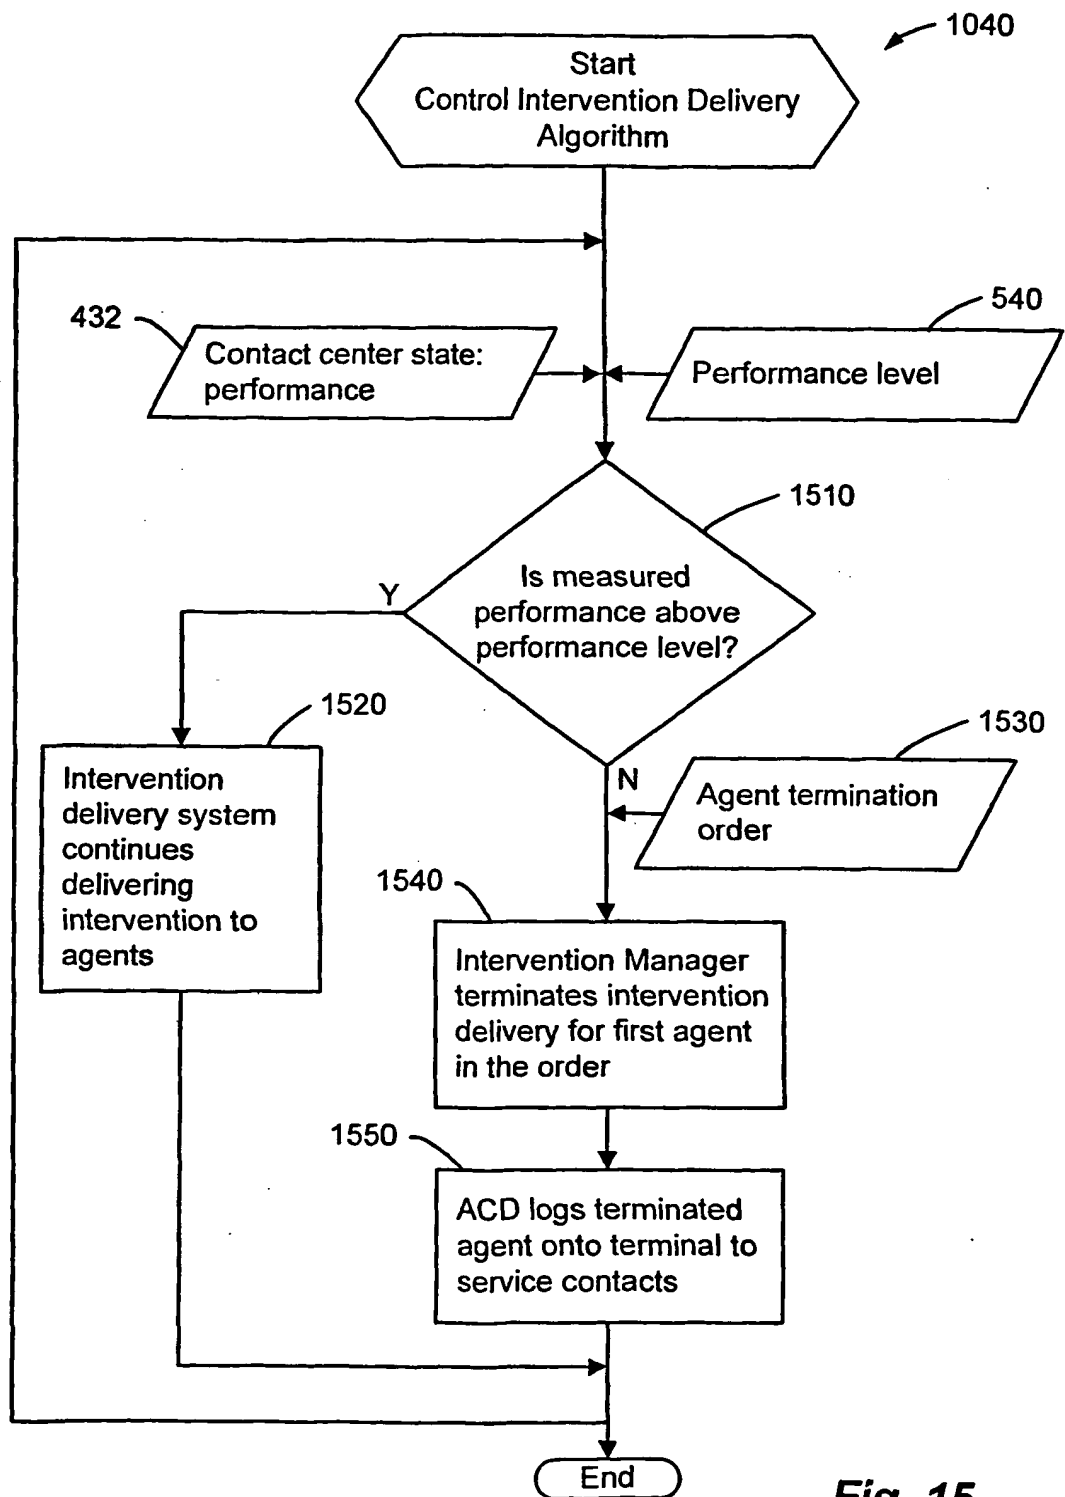 1040
Start
Control Intervention Delivery
Algorithm
432
540
Contact center state:
performance
Performance level
1510
Is measured
performance above
performance level?
Y
1520
1530
N
Intervention
delivery system
continues
delivering
intervention to
agents
Agent termination
order
1540
Intervention Manager
terminates intervention
delivery for first agent
in the order
1550
ACD logs terminated
agent onto terminal to
service contacts
End
Fig. 15